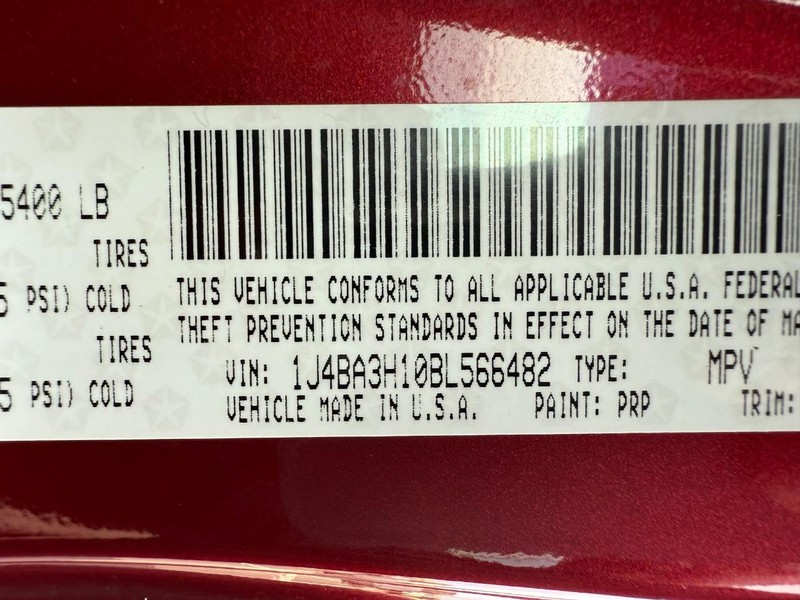 5400 LB
TIRES
5 PSI) COLD
TIRES
5 PSI) COLD
THIS VEHICLE CONFORMS TO ALL APPLICABLE U.S.A. FEDERAL
THEFT PREVENTION STANDARDS IN EFFECT ON THE DATE OF MA
VIN: 1J4BA3H10BL566482 TYPE: MPV
VEHICLE MADE IN U.S.A. PAINT: PRP TRIM: